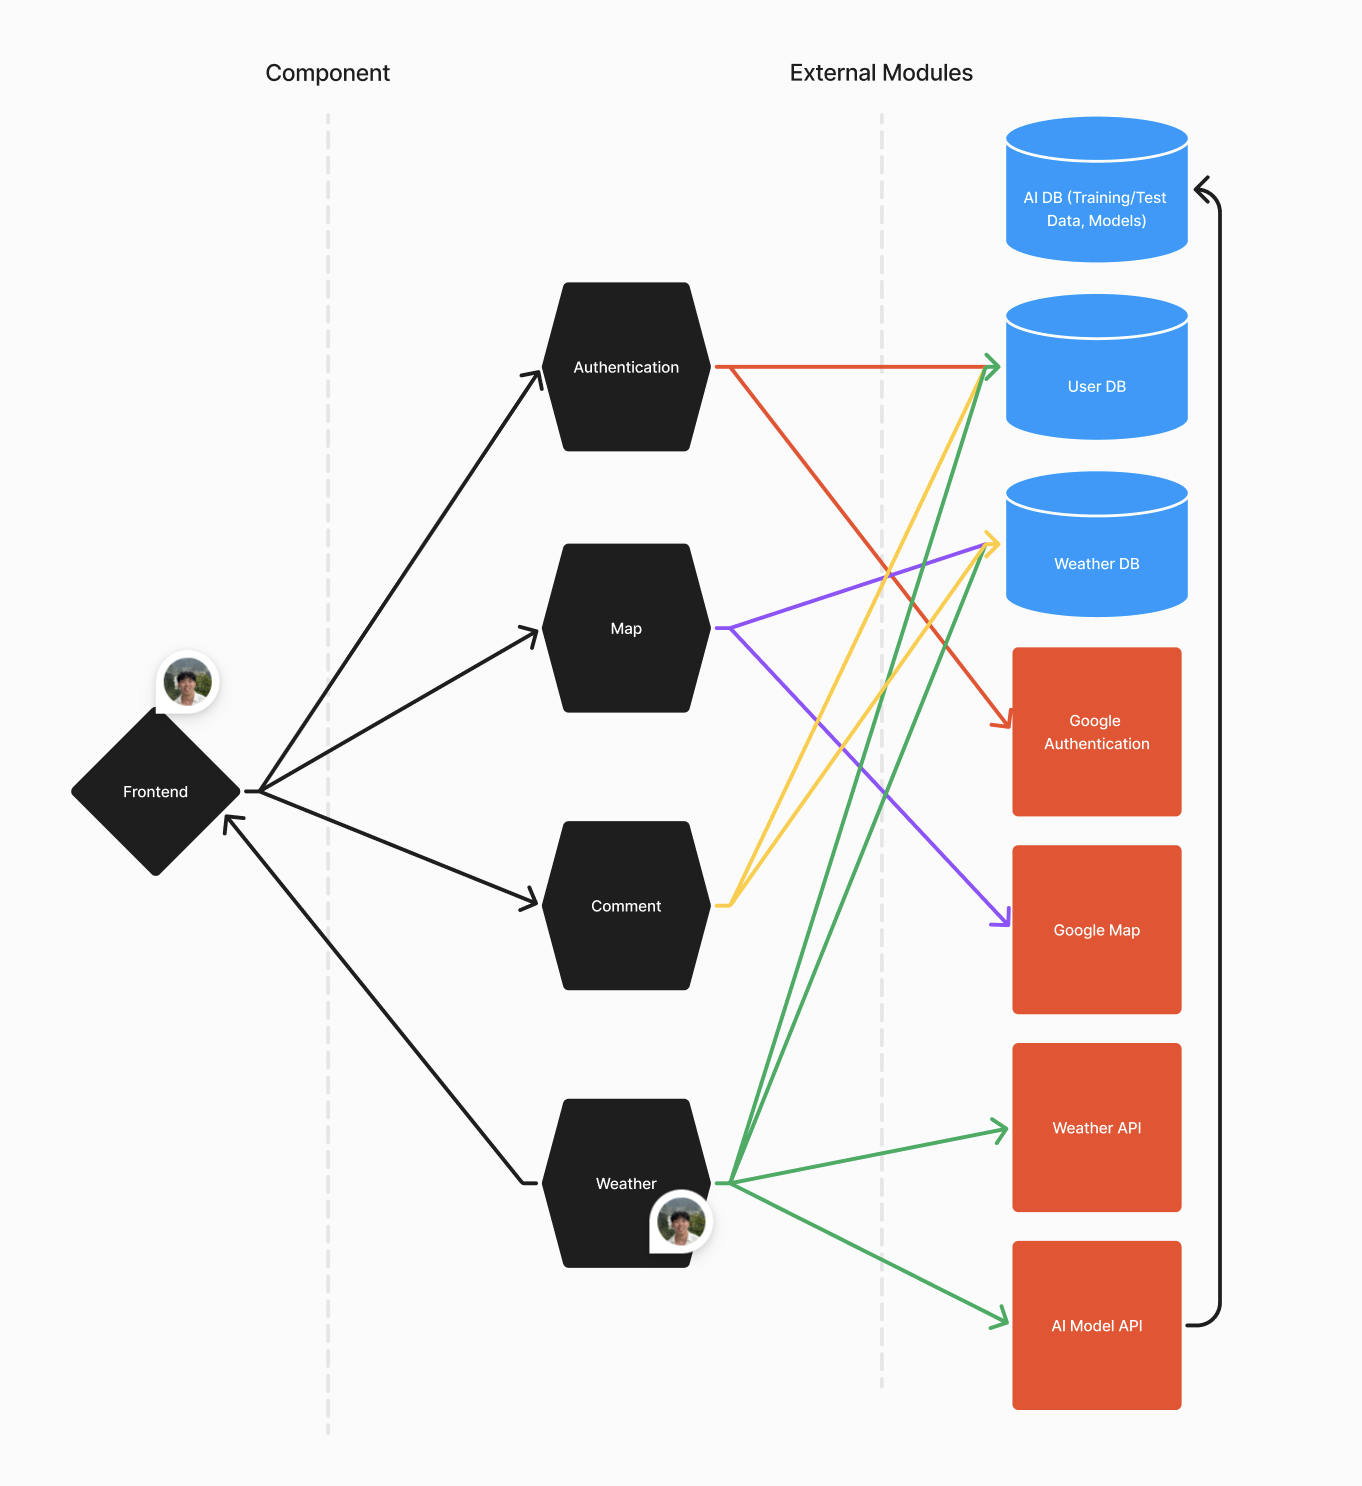 Component
External Modules
AI DB (Training/Test
Data, Models)
Authentication
User DB
Weather DB
Map
Google
Authentication
Frontend
Comment
Google Map
Weather API
Weather
AI Model API